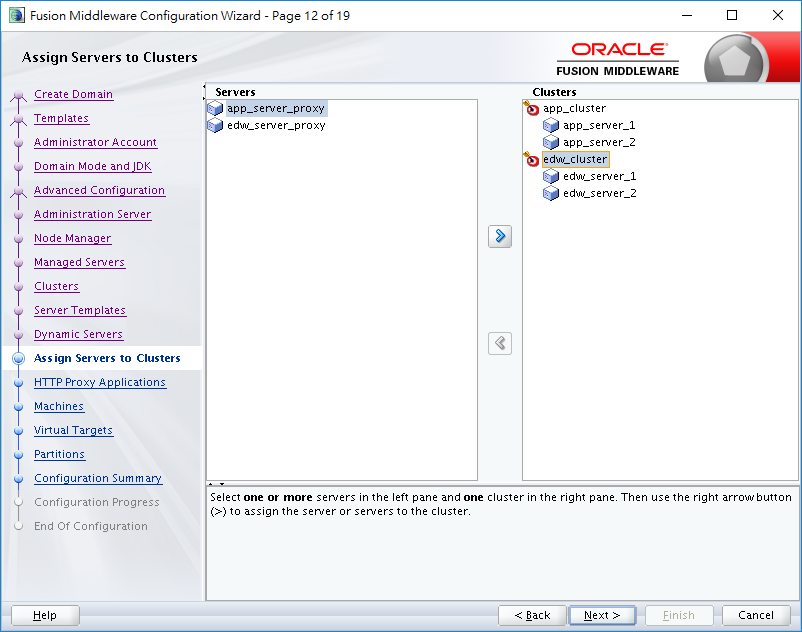 Fusion Middleware Configuration Wizard - Page 12 of 19
Assign Servers to Clusters
ORACLE
FUSION MIDDLEWARE
Create Domain
Templates
Administrator Account
Domain Mode and JDK
Advanced Configuration
Administration Server
Node Manager
Managed Servers
Clusters
Server Templates
Dynamic Servers
Assign Servers to Clusters
HTTP Proxy Applications
Machines
Virtual Targets
Partitions
Configuration Summary
Configuration Progress
End Of Configuration
Servers
app_server_proxy
edw_server_proxy
Clusters
app_cluster
app_server_1
app_server_2
edw_cluster
edw_server_1
edw_server_2
Select one or more servers in the left pane and one cluster in the right pane. Then use the right arrow button
(>) to assign the server or servers to the cluster.
Help
< Back
Next >
Finish
Cancel